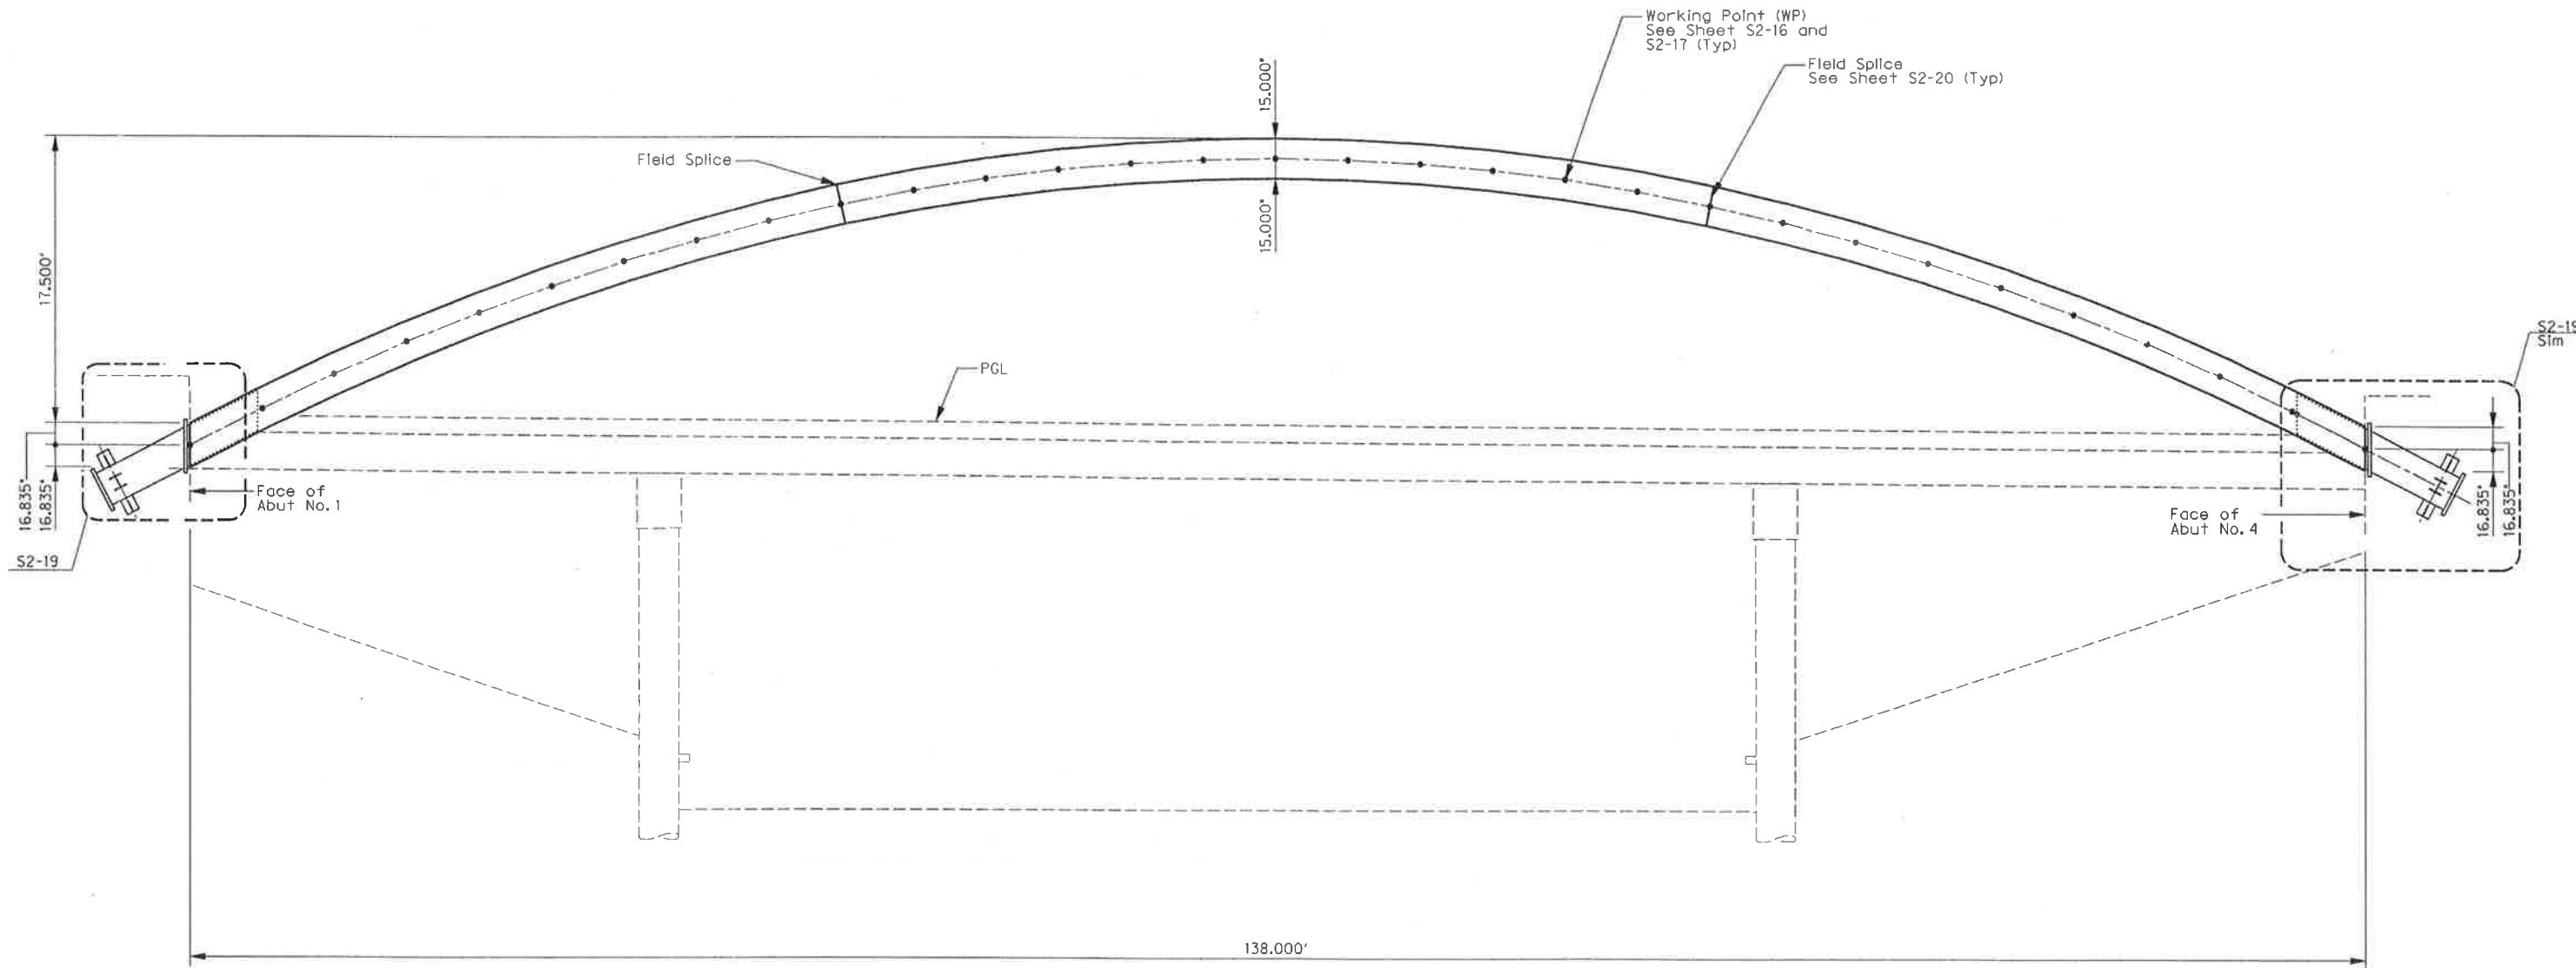 Working Point (WP)
See Sheet S2-16 and
S2-17 (Typ)
Field Splice
See Sheet S2-20 (Typ)
15.000"
Field Splice
15.000"
17.500'
S2-19
Sim
PGL
16.835"
16.835"
Face of
Abut No. 1
Face of
Abut No. 4
16.835"
16.835"
S2-19
138.000'